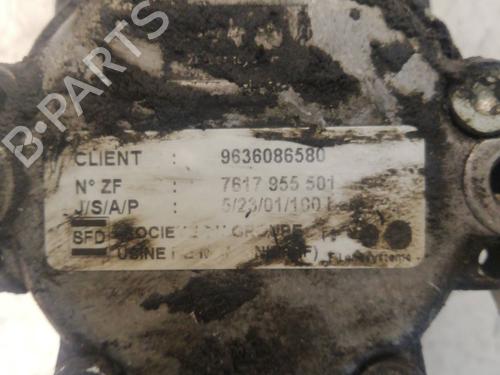 B-PARTS
CLIENT : 9636086580
N° ZF : 7617 955 501
J/S/A/P : 5/23/01/100
SFD
USINE